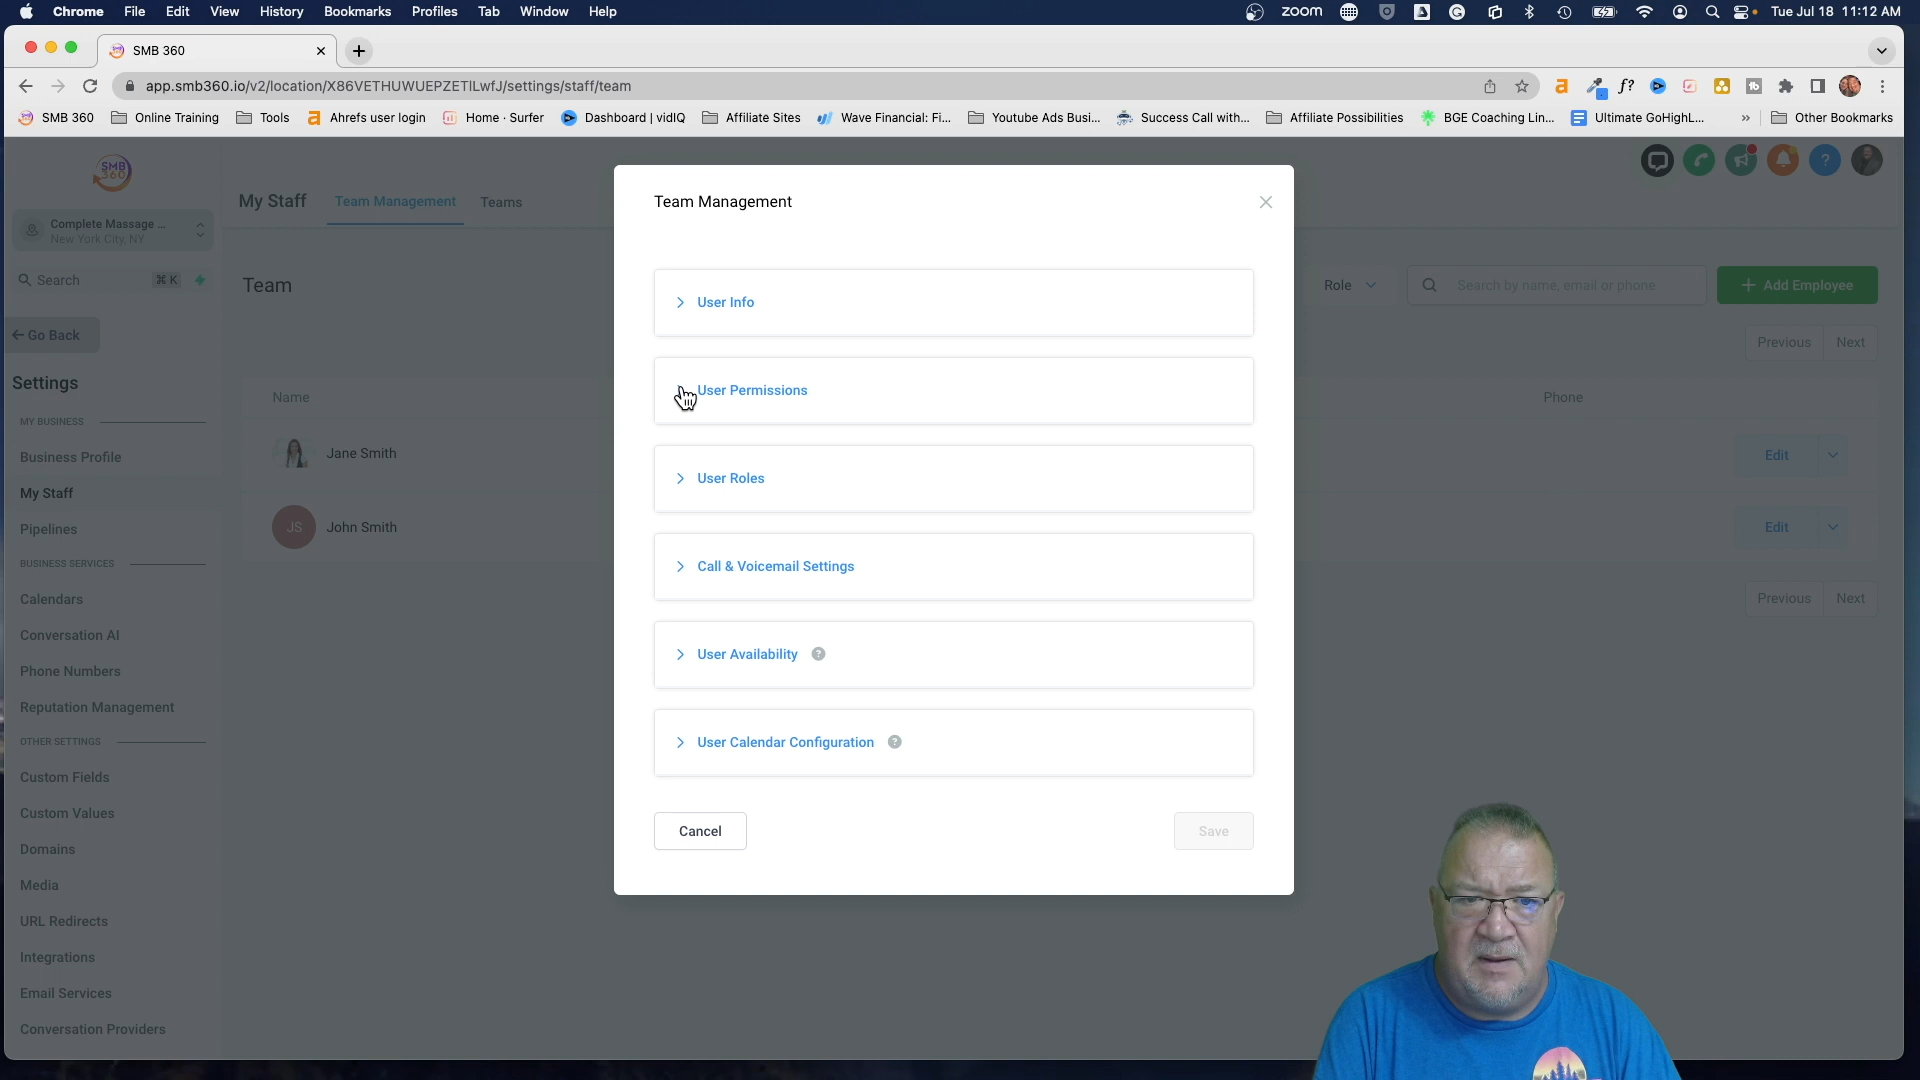 Chrome File Edit View History Bookmarks Profiles Tab Window Help zoom Tue Jul 18 11:12 AM
SMB 360
app.smb360.io/v2/location/X86VETHUWUEPZETlLwfJ/settings/staff/team
SMB 360 Online Training Tools Ahrefs user login Home · Surfer Dashboard | vidIQ Affiliate Sites Wave Financial: Fi... Youtube Ads Busi... Success Call with... Affiliate Possibilities BGE Coaching Lin... Ultimate GoHighL... » Other Bookmarks
SMB
360
Complete Massage ...
New York City, NY
Search ⌘ K
Go Back
Settings
MY BUSINESS
Business Profile
My Staff
Pipelines
BUSINESS SERVICES
Calendars
Conversation AI
Phone Numbers
Reputation Management
OTHER SETTINGS
Custom Fields
Custom Values
Domains
Media
URL Redirects
Integrations
Email Services
Conversation Providers
My Staff Team Management Teams
Team
Role Search by name, email or phone + Add Employee
Previous Next
Name Phone
Jane Smith Edit
JS John Smith Edit
Previous Next
Team Management
User Info
User Permissions
User Roles
Call & Voicemail Settings
User Availability ?
User Calendar Configuration ?
Cancel Save